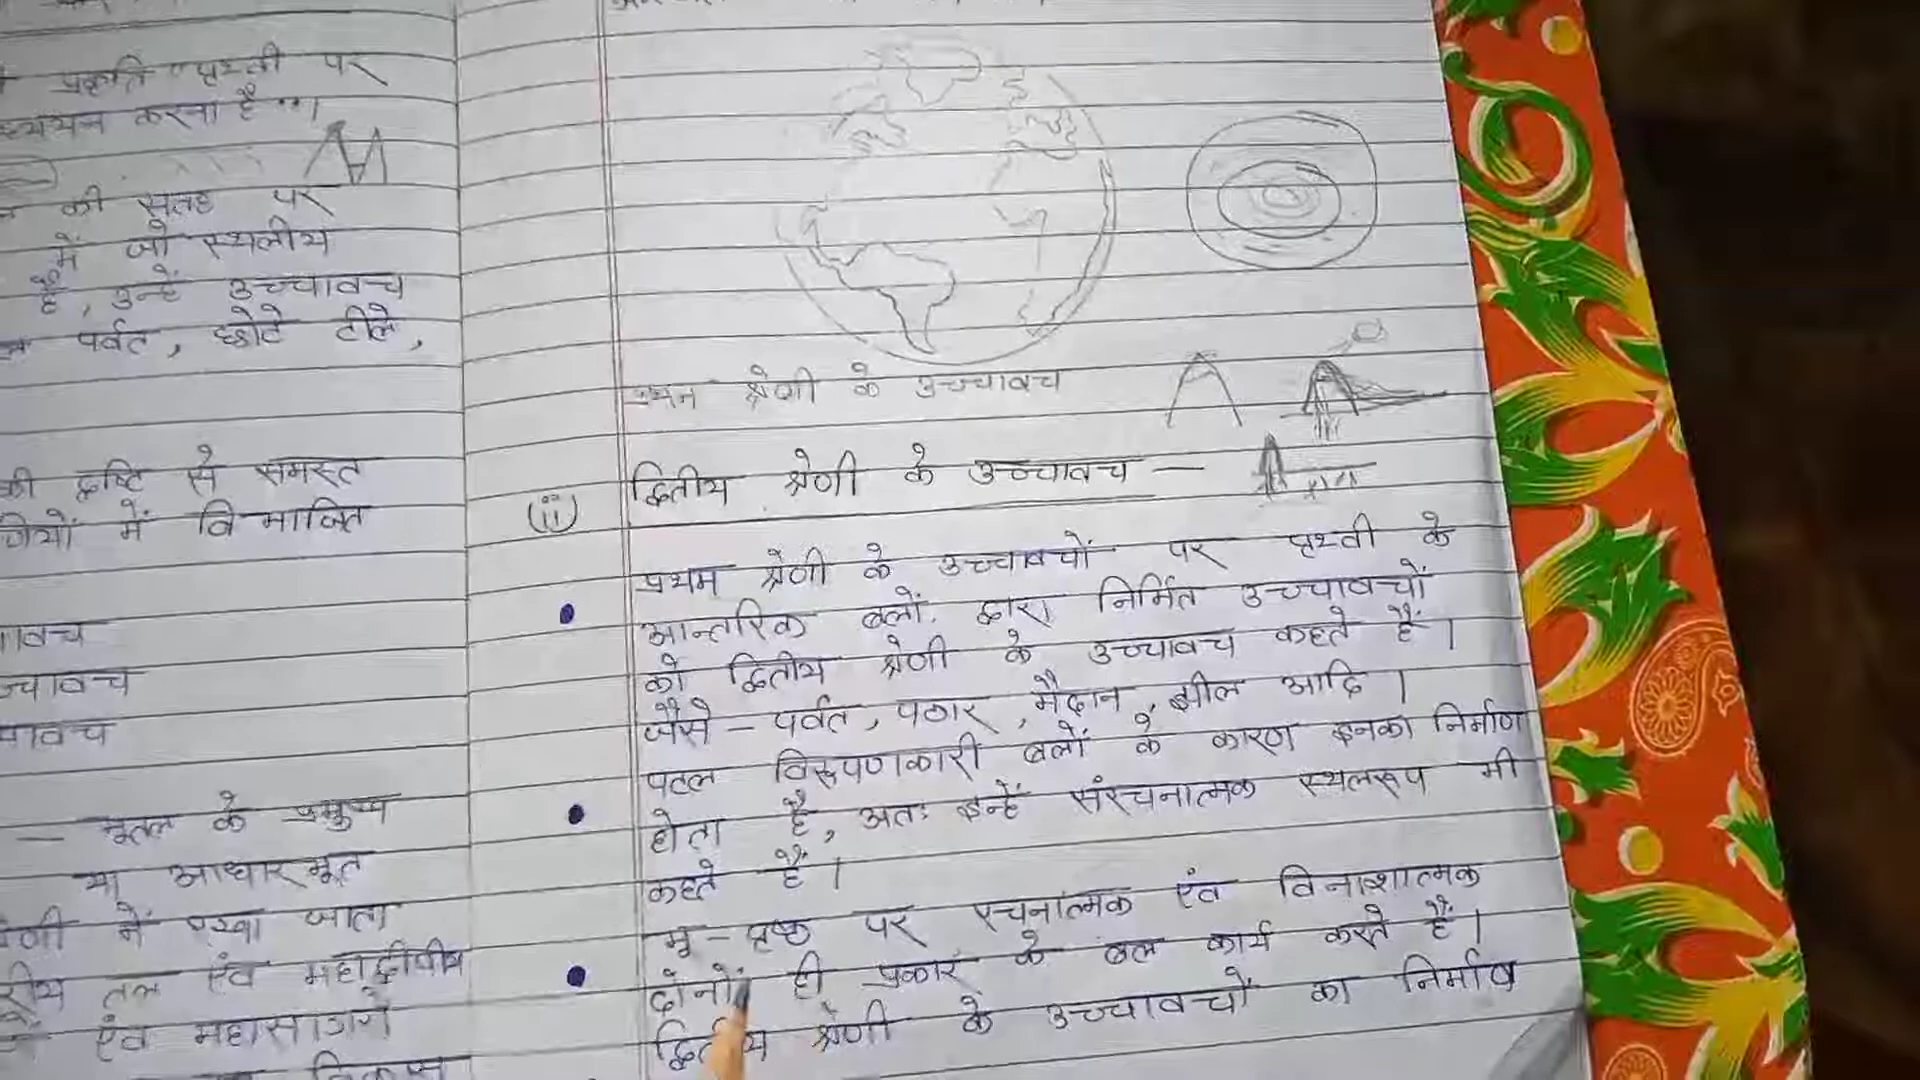 प्रकृति पृथ्वी पर
करना है ...।
की सतह पर
में जो स्थलीय
हैं, उन्हें उच्चावच
पर्वत, छोटे टीले,
की दृष्टि से समस्त
में विभाजित
— भूतल के प्रमुख
या आधारभूत
में रखा जाता
तल एंव महाद्वीपीय
एंव महासागरों
प्रथम श्रेणी के उच्चावच
(ii) द्वितीय श्रेणी के उच्चावच —
• प्रथम श्रेणी के उच्चावचों पर पृथ्वी के
आन्तरिक बलों द्वारा निर्मित उच्चावचों
को द्वितीय श्रेणी के उच्चावच कहते हैं।
जैसे — पर्वत, पठार, मैदान, झील आदि।
• पटल विरूपणकारी बलों के कारण इनका निर्माण
होता है, अतः इन्हें संरचनात्मक स्थलरूप भी
कहते हैं।
• भू-पृष्ठ पर रचनात्मक एंव विनाशात्मक
दोनों ही प्रकार के बल कार्य करते हैं।
द्वितीय श्रेणी के उच्चावचों का निर्माण